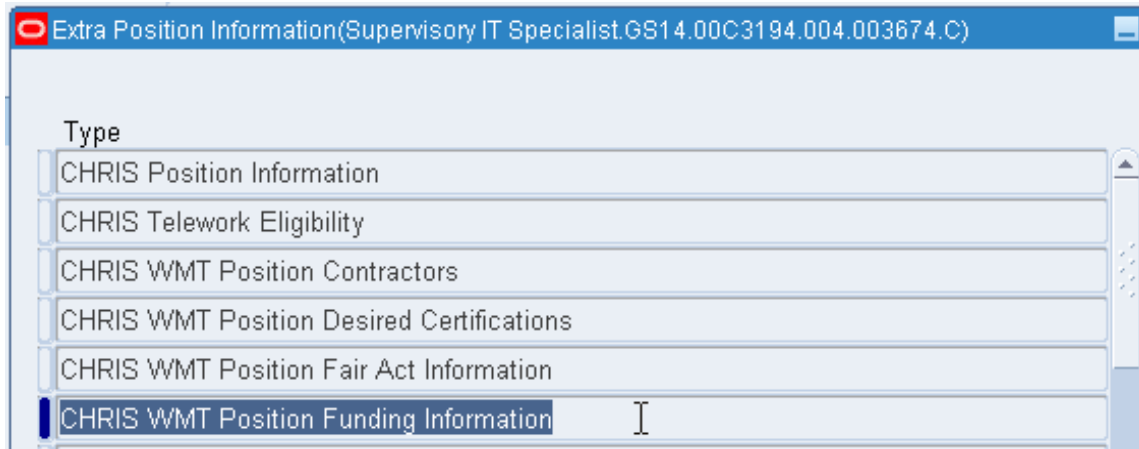 Extra Position Information(Supervisory IT Specialist.GS14.00C3194.004.003674.C)
Type
CHRIS Position Information
CHRIS Telework Eligibility
CHRIS WMT Position Contractors
CHRIS WMT Position Desired Certifications
CHRIS WMT Position Fair Act Information
CHRIS WMT Position Funding Information